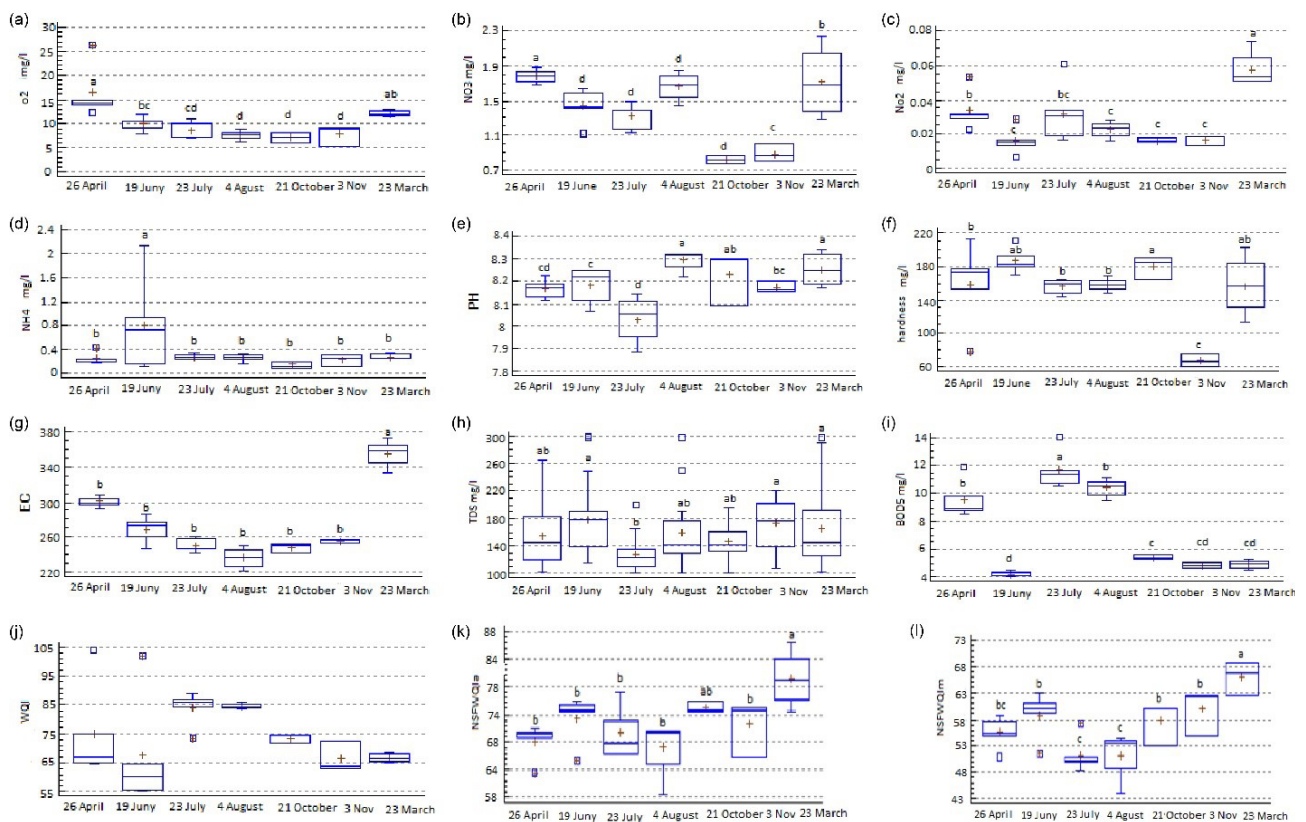 (a)
o2 mg/l
30
25
20
15
10
5
0
a
bc
cd
d
d
d
ab
26 April 19 Juny 23 July 4 Agust 21 October 3 Nov 23 March
(b)
NO3 mg/l
2.3
1.9
1.5
1.1
0.7
a
d
d
d
d
c
b
26 April 19 June 23 July 4 August 21 October 3 Nov 23 March
(c)
No2 mg/l
0.08
0.06
0.04
0.02
0
b
c
bc
c
c
c
a
26 April 19 Juny 23 July 4 August 21 October 3 Nov 23 March
(d)
NH4 mg/l
2.4
2
1.6
1.2
0.8
0.4
0
b
a
b
b
b
b
b
26 April 19 Juny 23 July 4 August 21 October 3 Nov 23 March
(e)
PH
8.4
8.3
8.2
8.1
8
7.9
7.8
cd
c
d
a
ab
bc
a
26 April 19 June 23 July 4 August 21 October 3 Nov 23 March
(f)
hardness mg/l
220
180
140
100
60
b
ab
b
b
a
c
ab
26 April 19 June 23 July 4 August 21 October 3 Nov 23 March
(g)
EC
380
340
300
260
220
b
b
b
b
b
b
a
26 April 19 Juny 23 July 4 August 21 October 3 Nov 23 March
(h)
TDS mg/l
300
260
220
180
140
100
ab
a
b
ab
ab
a
a
26 April 19 Juny 23 July 4 August 21 October 3 Nov 23 March
(i)
BOD5 mg/l
14
12
10
8
6
4
b
d
a
b
c
cd
cd
26 April 19 Juny 23 July 4 August 21 October 3 Nov 23 March
(j)
WQI
105
95
85
75
65
55
26 April 19 Juny 23 July 4 August 21 October 3 Nov 23 March
(k)
NSFWQIa
88
84
78
74
68
64
58
b
b
b
b
ab
b
a
26 April 19 Juny 23 July 4 August 21 October 3 Nov 23 March
(l)
NSFWQIm
73
68
63
58
53
48
43
bc
b
c
c
b
b
a
26 April 19 Juny 23 July 4 August 21 October 3 Nov 23 March